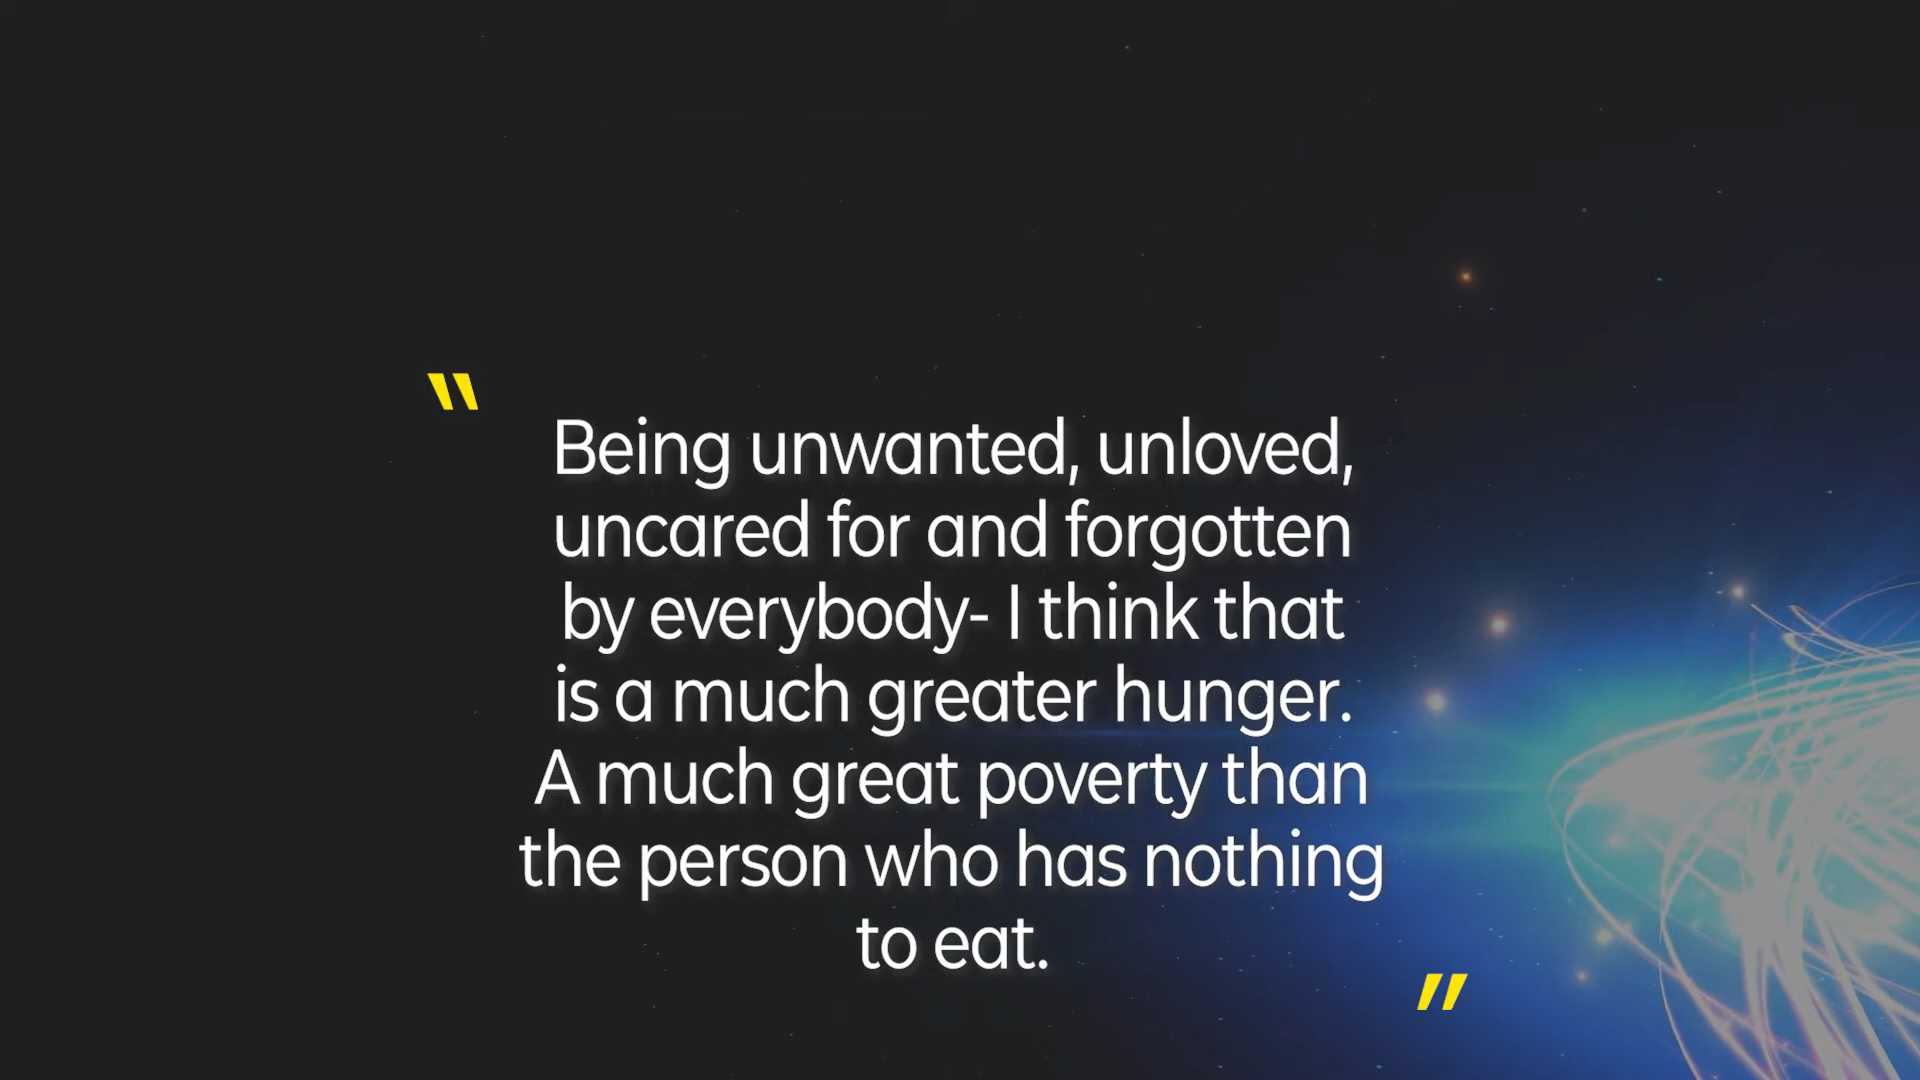 "
Being unwanted, unloved,
uncared for and forgotten
by everybody- I think that
is a much greater hunger.
A much great poverty than
the person who has nothing
to eat.
"